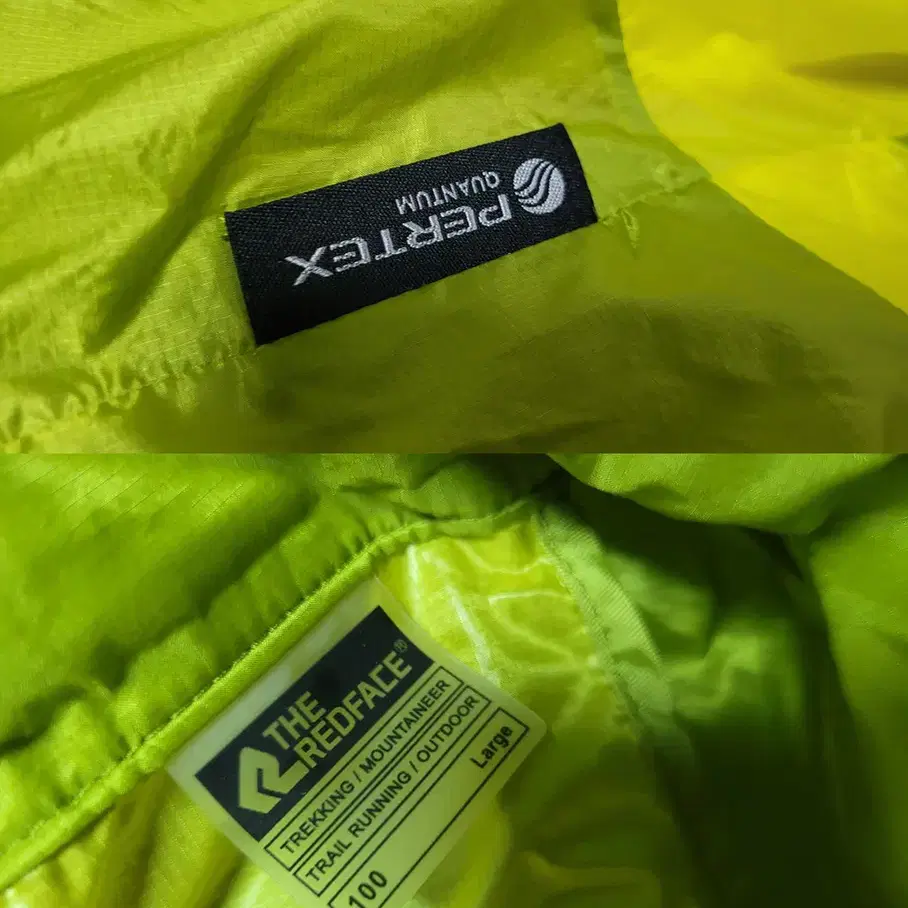 PERTEX
QUANTUM
THE
REDFACE®
TREKKING / MOUNTAINEER
TRAIL RUNNING / OUTDOOR
Large
100